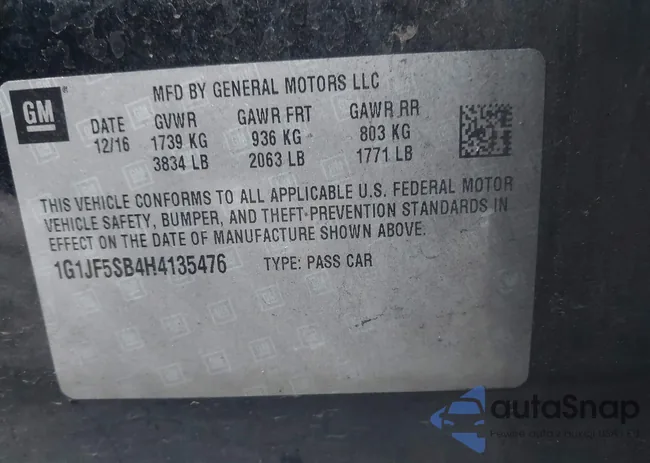 GM
MFD BY GENERAL MOTORS LLC
DATE GVWR GAWR FRT GAWR RR
12/16 1739 KG 936 KG 803 KG
3834 LB 2063 LB 1771 LB
THIS VEHICLE CONFORMS TO ALL APPLICABLE U.S. FEDERAL MOTOR
VEHICLE SAFETY, BUMPER, AND THEFT PREVENTION STANDARDS IN
EFFECT ON THE DATE OF MANUFACTURE SHOWN ABOVE.
1G1JF5SB4H4135476 TYPE: PASS CAR
autaSnap